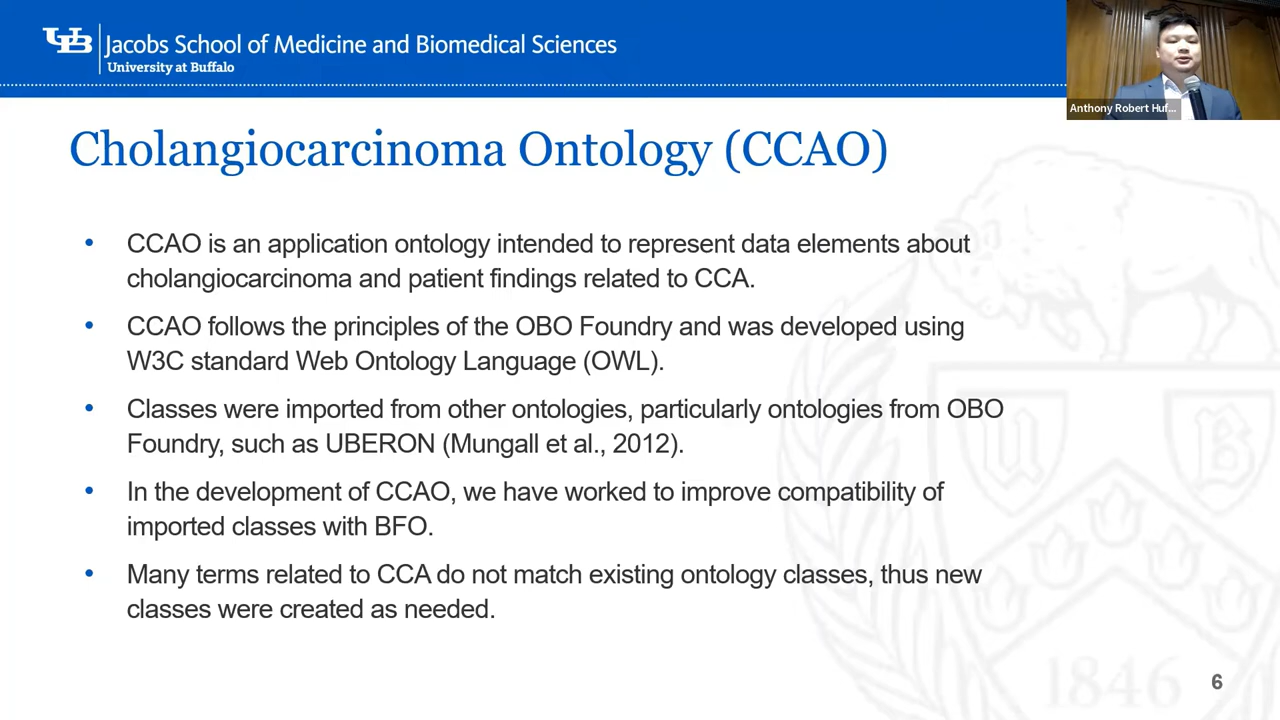 UB Jacobs School of Medicine and Biomedical Sciences
University at Buffalo
Anthony Robert Huf...
Cholangiocarcinoma Ontology (CCAO)
• CCAO is an application ontology intended to represent data elements about
cholangiocarcinoma and patient findings related to CCA.
• CCAO follows the principles of the OBO Foundry and was developed using
W3C standard Web Ontology Language (OWL).
• Classes were imported from other ontologies, particularly ontologies from OBO
Foundry, such as UBERON (Mungall et al., 2012).
• In the development of CCAO, we have worked to improve compatibility of
imported classes with BFO.
• Many terms related to CCA do not match existing ontology classes, thus new
classes were created as needed.
U B
1846
6